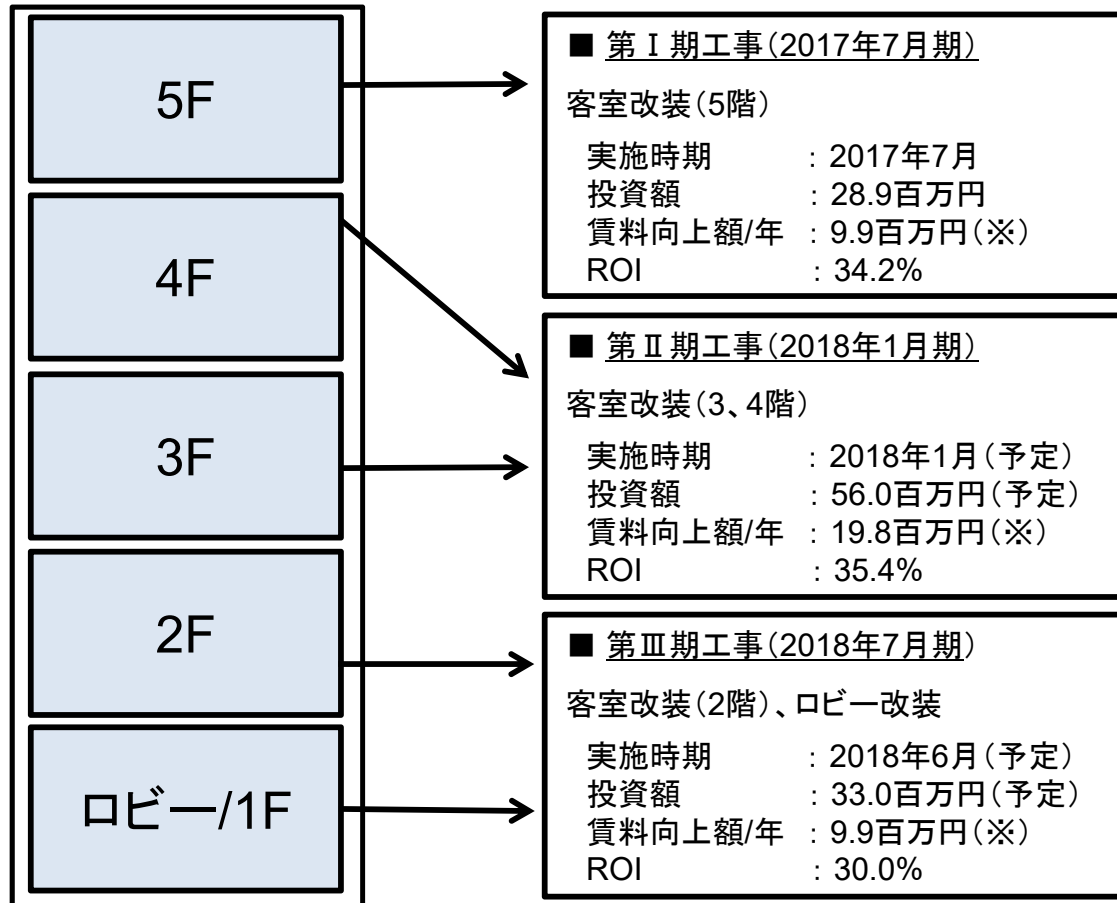 5F
4F
3F
2F
ロビー/1F
■ 第Ⅰ期工事(2017年7月期)
客室改装(5階)
実施時期 : 2017年7月
投資額 : 28.9百万円
賃料向上額/年 : 9.9百万円(※)
ROI : 34.2%
■ 第Ⅱ期工事(2018年1月期)
客室改装(3、4階)
実施時期 : 2018年1月(予定)
投資額 : 56.0百万円(予定)
賃料向上額/年 : 19.8百万円(※)
ROI : 35.4%
■ 第Ⅲ期工事(2018年7月期)
客室改装(2階)、ロビー改装
実施時期 : 2018年6月(予定)
投資額 : 33.0百万円(予定)
賃料向上額/年 : 9.9百万円(※)
ROI : 30.0%